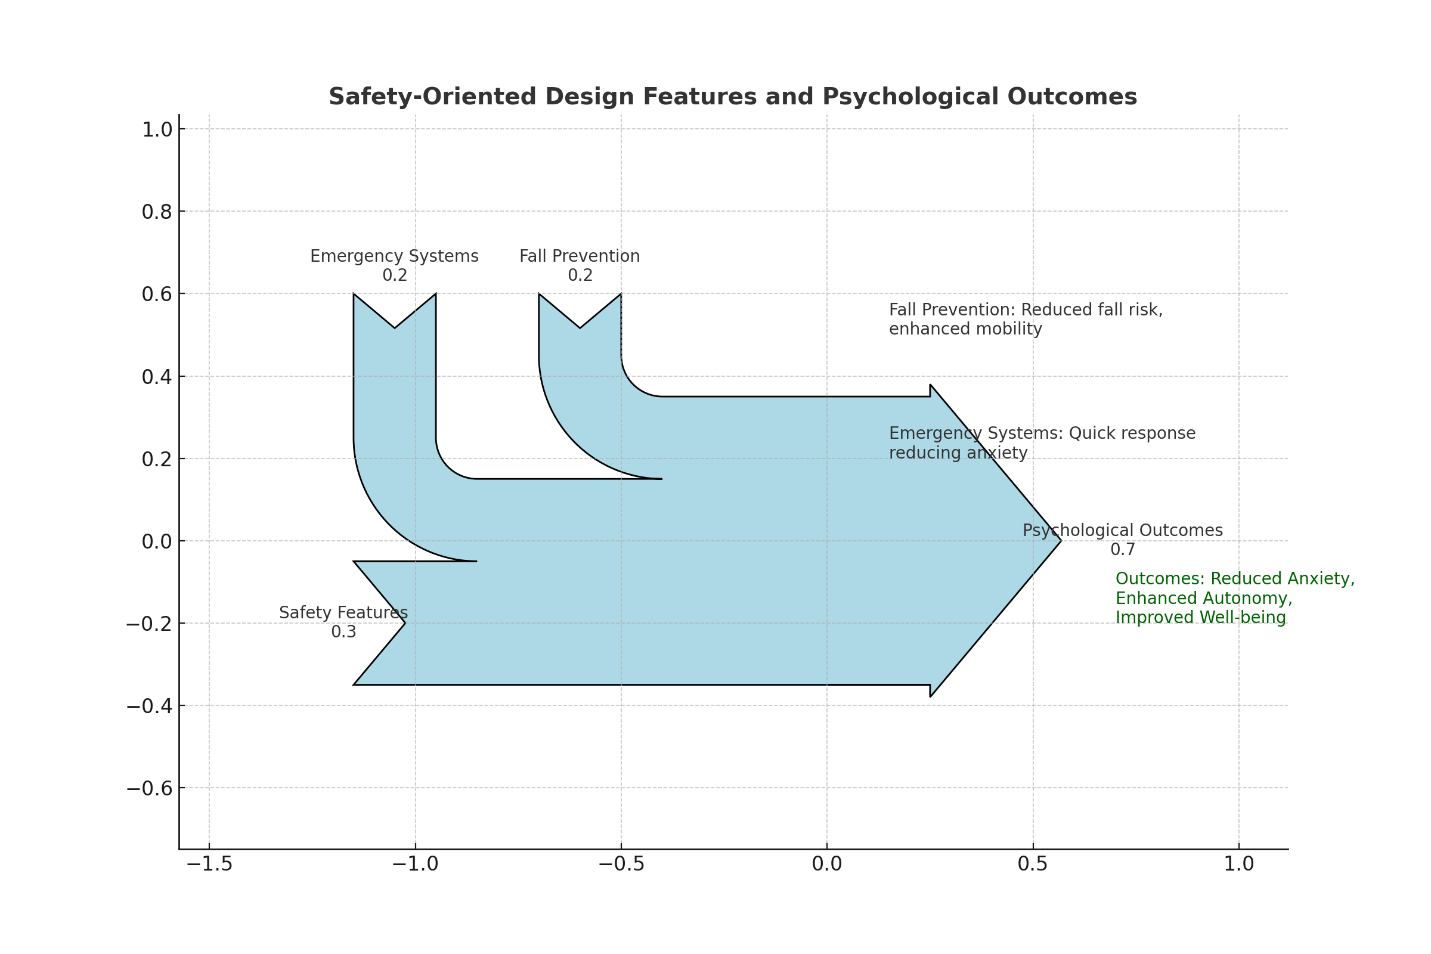 Safety-Oriented Design Features and Psychological Outcomes
1.0
0.8
0.6
0.4
0.2
0.0
−0.2
−0.4
−0.6
Emergency Systems
0.2
Fall Prevention
0.2
Fall Prevention: Reduced fall risk,
enhanced mobility
Emergency Systems: Quick response
reducing anxiety
Psychological Outcomes
0.7
Outcomes: Reduced Anxiety,
Enhanced Autonomy,
Improved Well-being
Safety Features
0.3
−1.5
−1.0
−0.5
0.0
0.5
1.0